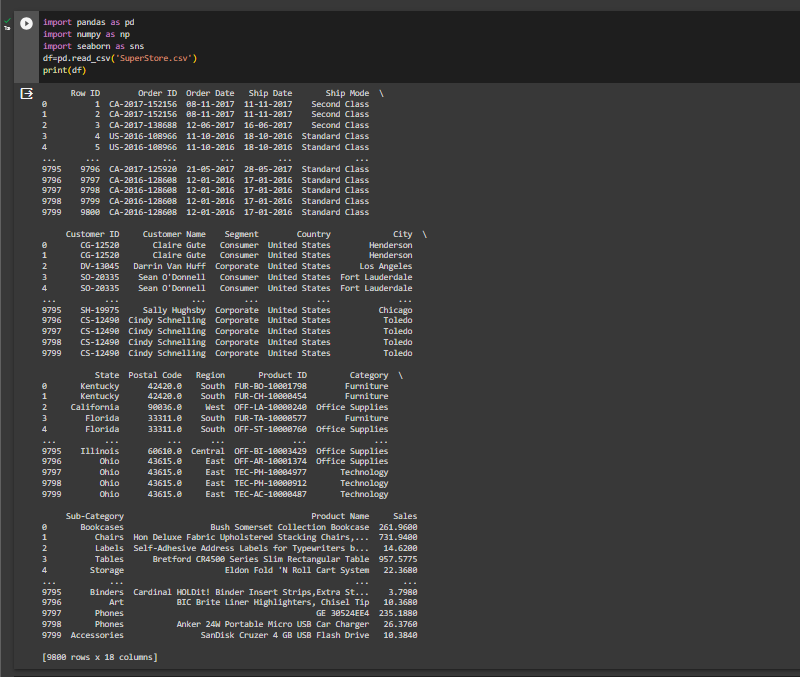 import pandas as pd
import numpy as np
import seaborn as sns
df=pd.read_csv('SuperStore.csv')
print(df)
Row ID Order ID Order Date Ship Date Ship Mode \
0 1 CA-2017-152156 08-11-2017 11-11-2017 Second Class
1 2 CA-2017-152156 08-11-2017 11-11-2017 Second Class
2 3 CA-2017-138688 12-06-2017 16-06-2017 Second Class
3 4 US-2016-108966 11-10-2016 18-10-2016 Standard Class
4 5 US-2016-108966 11-10-2016 18-10-2016 Standard Class
... ... ... ... ... ...
9795 9796 CA-2017-125920 21-05-2017 28-05-2017 Standard Class
9796 9797 CA-2016-128608 12-01-2016 17-01-2016 Standard Class
9797 9798 CA-2016-128608 12-01-2016 17-01-2016 Standard Class
9798 9799 CA-2016-128608 12-01-2016 17-01-2016 Standard Class
9799 9800 CA-2016-128608 12-01-2016 17-01-2016 Standard Class
Customer ID Customer Name Segment Country City \
0 CG-12520 Claire Gute Consumer United States Henderson
1 CG-12520 Claire Gute Consumer United States Henderson
2 DV-13045 Darrin Van Huff Corporate United States Los Angeles
3 SO-20335 Sean O'Donnell Consumer United States Fort Lauderdale
4 SO-20335 Sean O'Donnell Consumer United States Fort Lauderdale
... ... ... ... ... ...
9795 SH-19975 Sally Hughsby Corporate United States Chicago
9796 CS-12490 Cindy Schnelling Corporate United States Toledo
9797 CS-12490 Cindy Schnelling Corporate United States Toledo
9798 CS-12490 Cindy Schnelling Corporate United States Toledo
9799 CS-12490 Cindy Schnelling Corporate United States Toledo
State Postal Code Region Product ID Category \
0 Kentucky 42420.0 South FUR-BO-10001798 Furniture
1 Kentucky 42420.0 South FUR-CH-10000454 Furniture
2 California 90036.0 West OFF-LA-10000240 Office Supplies
3 Florida 33311.0 South FUR-TA-10000577 Furniture
4 Florida 33311.0 South OFF-ST-10000760 Office Supplies
... ... ... ... ... ...
9795 Illinois 60610.0 Central OFF-BI-10003429 Office Supplies
9796 Ohio 43615.0 East OFF-AR-10001374 Office Supplies
9797 Ohio 43615.0 East TEC-PH-10004977 Technology
9798 Ohio 43615.0 East TEC-PH-10000912 Technology
9799 Ohio 43615.0 East TEC-AC-10000487 Technology
Sub-Category Product Name Sales
0 Bookcases Bush Somerset Collection Bookcase 261.9600
1 Chairs Hon Deluxe Fabric Upholstered Stacking Chairs,... 731.9400
2 Labels Self-Adhesive Address Labels for Typewriters b... 14.6200
3 Tables Bretford CR4500 Series Slim Rectangular Table 957.5775
4 Storage Eldon Fold 'N Roll Cart System 22.3680
... ... ... ...
9795 Binders Cardinal HOLDit! Binder Insert Strips,Extra St... 3.7980
9796 Art BIC Brite Liner Highlighters, Chisel Tip 10.3680
9797 Phones GE 30524EE4 235.1880
9798 Phones Anker 24W Portable Micro USB Car Charger 26.3760
9799 Accessories SanDisk Cruzer 4 GB USB Flash Drive 10.3840
[9800 rows x 18 columns]